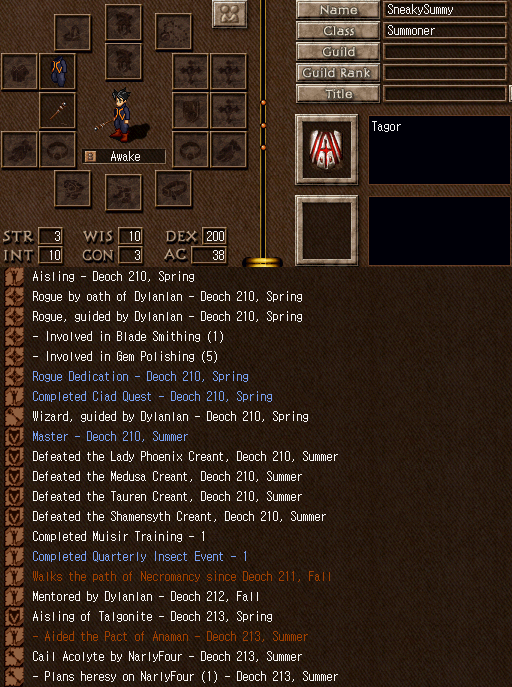 Name SneakySummy
Class Summoner
Guild
Guild Rank
Title
Tagor
Awake
STR 3 WIS 10 DEX 200
INT 10 CON 3 AC 38
Aisling - Deoch 210, Spring
Rogue by oath of Dylanlan - Deoch 210, Spring
Rogue, guided by Dylanlan - Deoch 210, Spring
- Involved in Blade Smithing (1)
- Involved in Gem Polishing (5)
Rogue Dedication - Deoch 210, Spring
Completed Ciad Quest - Deoch 210, Spring
Wizard, guided by Dylanlan - Deoch 210, Spring
Master - Deoch 210, Summer
Defeated the Lady Phoenix Creant, Deoch 210, Summer
Defeated the Medusa Creant, Deoch 210, Summer
Defeated the Tauren Creant, Deoch 210, Summer
Defeated the Shamensyth Creant, Deoch 210, Summer
Completed Muisir Training - 1
Completed Quarterly Insect Event - 1
Walks the path of Necromancy since Deoch 211, Fall
Mentored by Dylanlan - Deoch 212, Fall
Aisling of Talgonite - Deoch 213, Spring
- Aided the Pact of Anaman - Deoch 213, Summer
Cail Acolyte by NarlyFour - Deoch 213, Summer
- Plans heresy on NarlyFour (1) - Deoch 213, Summer